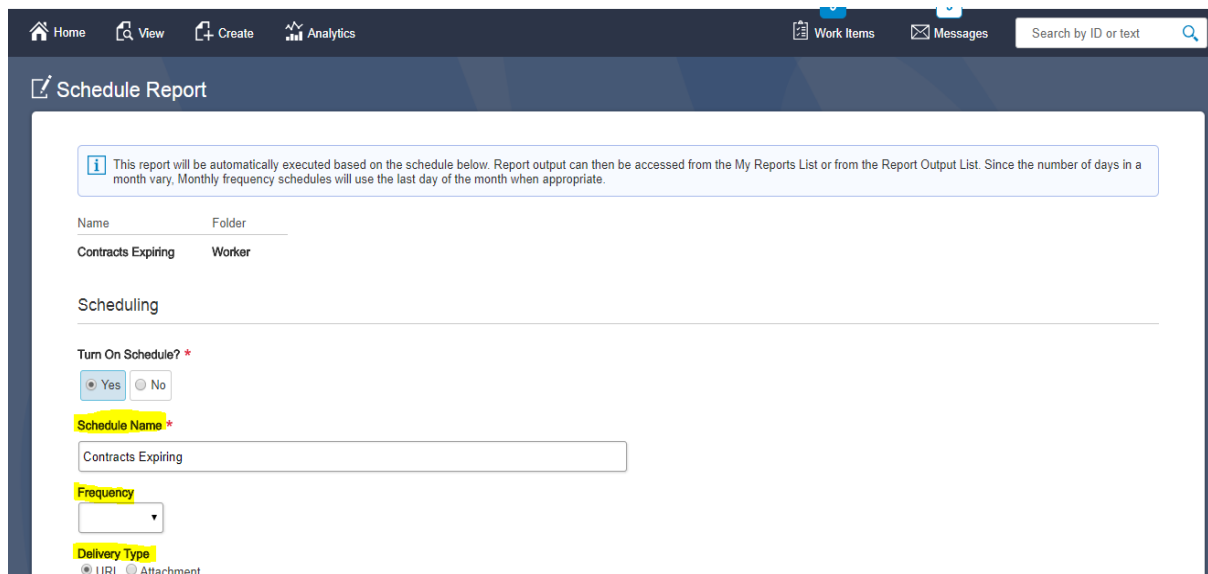 Home View Create Analytics Work Items Messages Search by ID or text
Schedule Report
This report will be automatically executed based on the schedule below. Report output can then be accessed from the My Reports List or from the Report Output List. Since the number of days in a
month vary, Monthly frequency schedules will use the last day of the month when appropriate.
Name Folder
Contracts Expiring Worker
Scheduling
Turn On Schedule? *
Yes No
Schedule Name *
Contracts Expiring
Frequency
Delivery Type
URL Attachment